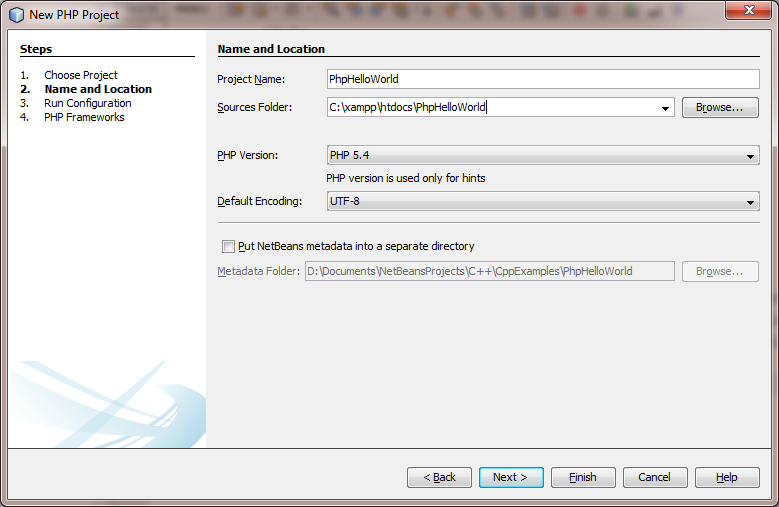 New PHP Project
Steps
1. Choose Project
2. Name and Location
3. Run Configuration
4. PHP Frameworks
Name and Location
Project Name: PhpHelloWorld
Sources Folder: C:\xampp\htdocs\PhpHelloWorld Browse...
PHP Version: PHP 5.4
PHP version is used only for hints
Default Encoding: UTF-8
Put NetBeans metadata into a separate directory
Metadata Folder: D:\Documents\NetBeansProjects\C++\CppExamples\PhpHelloWorld Browse...
< Back Next > Finish Cancel Help